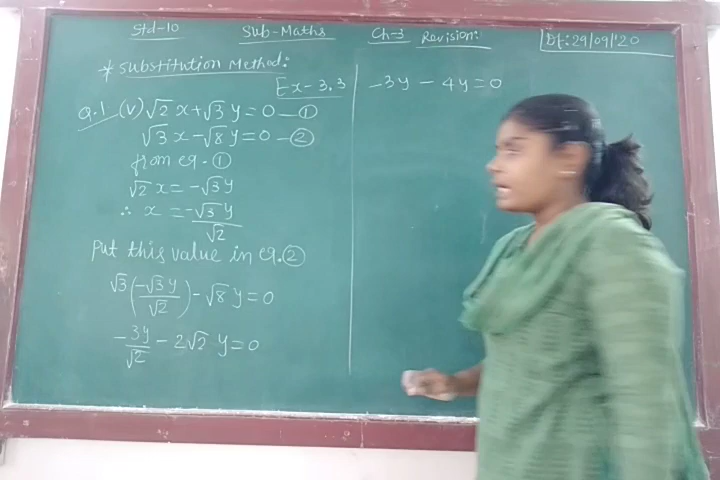 Std-10 Sub-Maths Ch-3 Revision: Dt:29/09/'20
* Substitution Method:
Ex-3.3
Q.1 (v) √2 x + √3 y = 0 — ①
√3 x − √8 y = 0 — ②
from eq. ①
√2 x = −√3 y
∴ x = −√3 y / √2
Put this value in eq. ②
√3 (−√3 y / √2) − √8 y = 0
−3y / √2 − 2√2 y = 0
−3y − 4y = 0